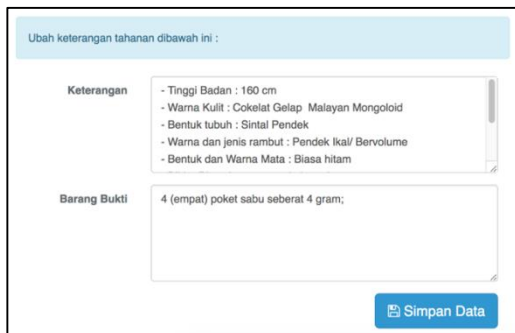 Ubah keterangan tahanan dibawah ini :
Keterangan
- Tinggi Badan : 160 cm
- Warna Kulit : Cokelat Gelap Malayan Mongoloid
- Bentuk tubuh : Sintal Pendek
- Warna dan jenis rambut : Pendek Ikal/ Bervolume
- Bentuk dan Warna Mata : Biasa hitam
Barang Bukti
4 (empat) poket sabu seberat 4 gram;
Simpan Data